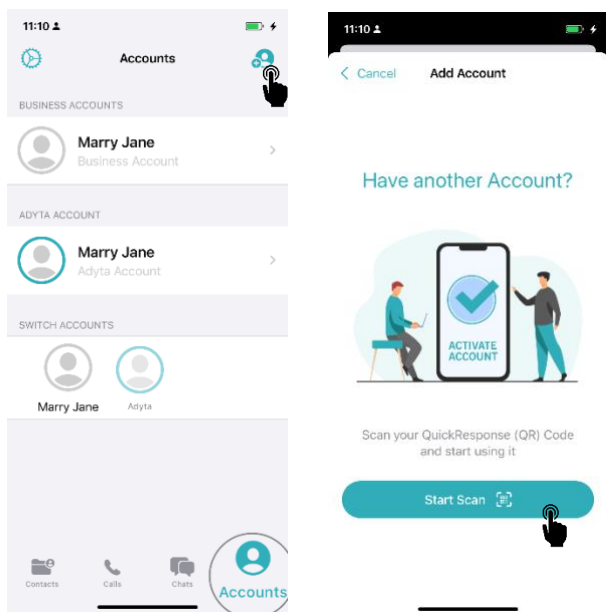 11:10
Accounts
BUSINESS ACCOUNTS
Marry Jane
Business Account
ADYTA ACCOUNT
Marry Jane
Adyta Account
SWITCH ACCOUNTS
Marry Jane
Adyta
Contacts
Calls
Chats
Accounts
11:10
Cancel
Add Account
Have another Account?
ACTIVATE
ACCOUNT
Scan your QuickResponse (QR) Code
and start using it
Start Scan